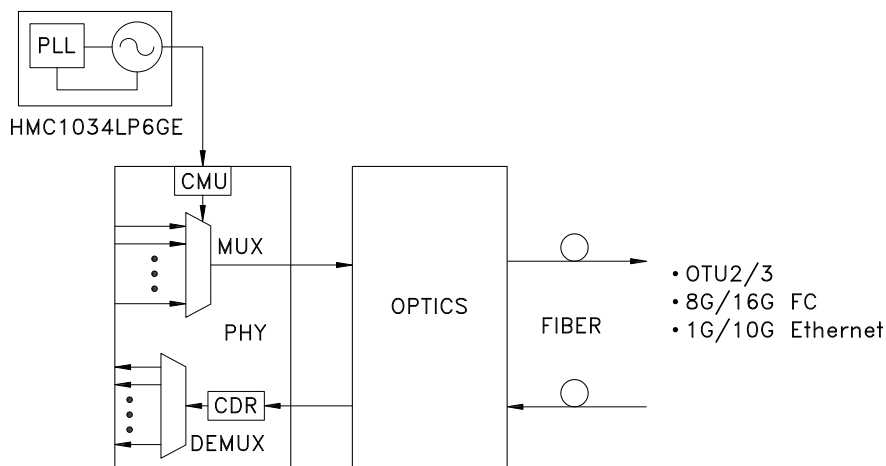 PLL
HMC1034LP6GE
CMU
MUX
PHY
CDR
DEMUX
OPTICS
FIBER
• OTU2/3
• 8G/16G FC
• 1G/10G Ethernet